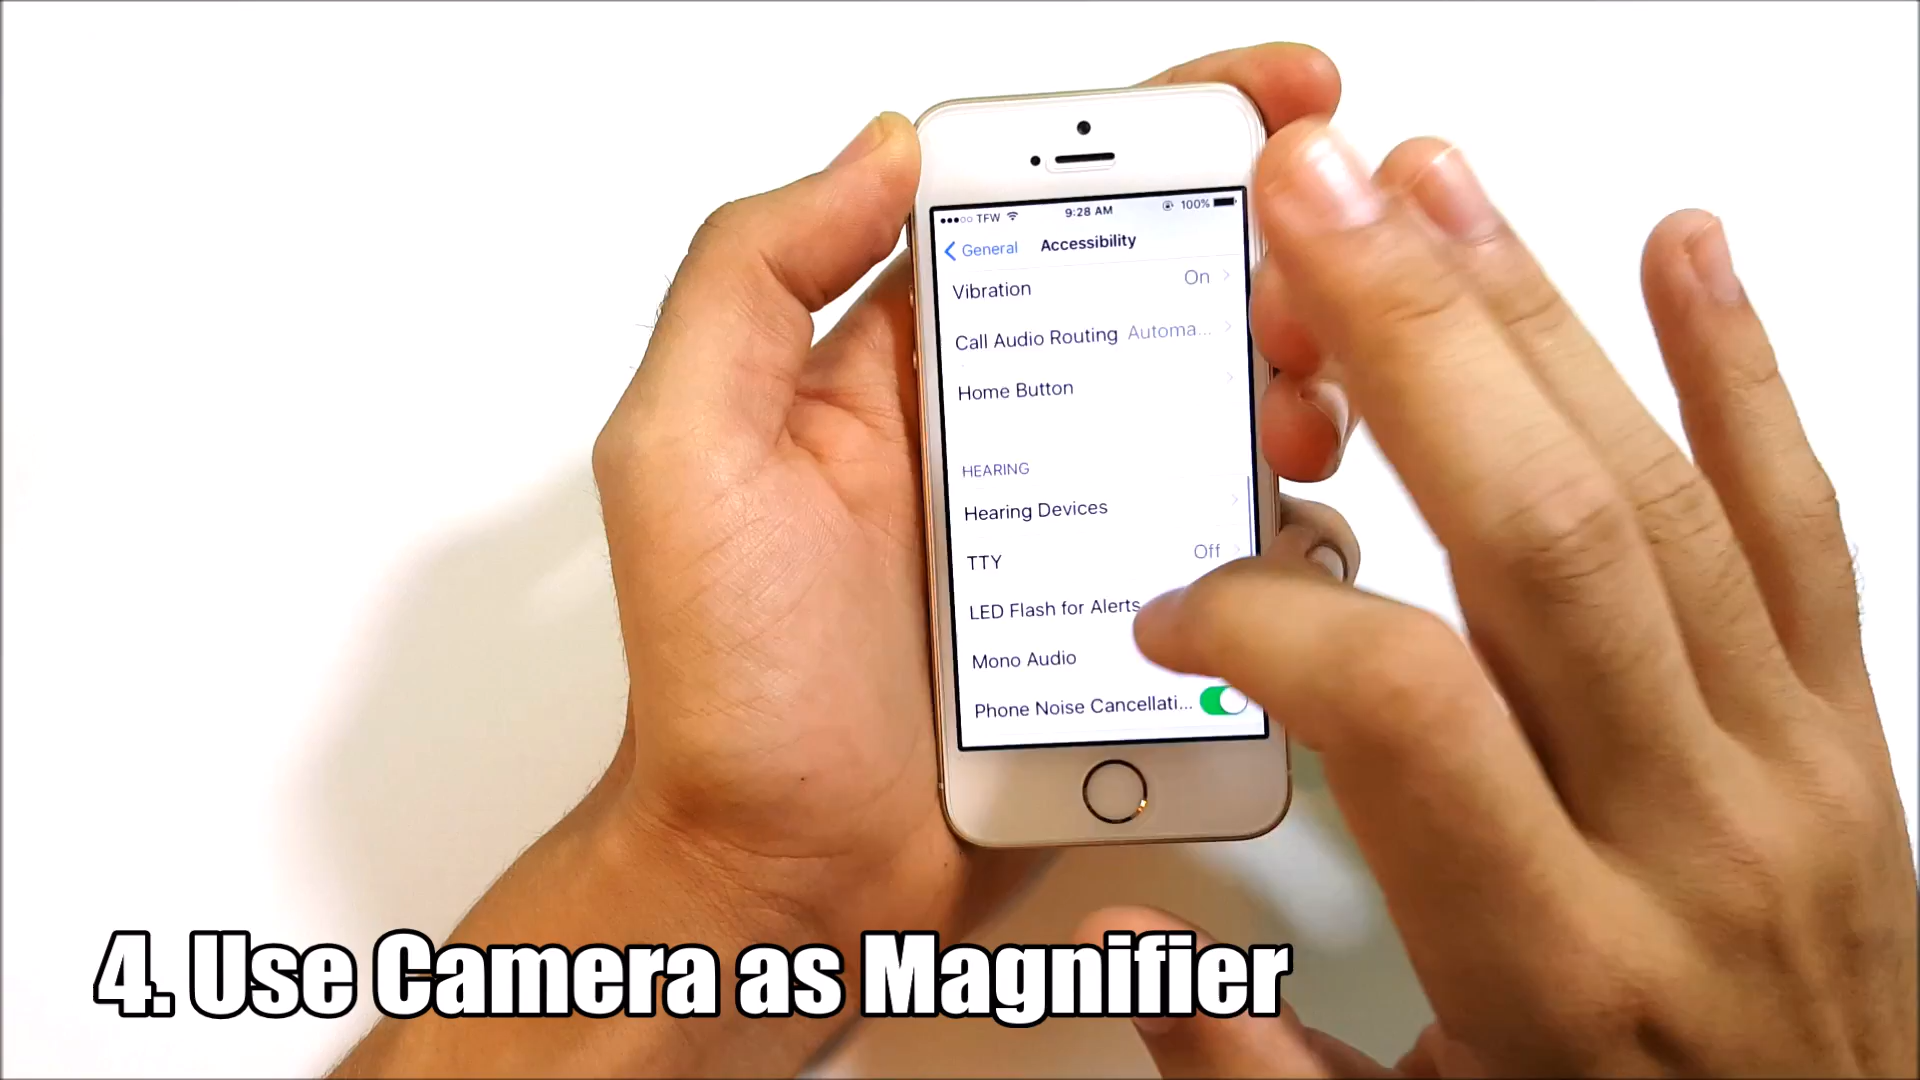 TFW 9:28 AM 100%
General Accessibility
Vibration On
Call Audio Routing Automa...
Home Button
HEARING
Hearing Devices
TTY Off
LED Flash for Alerts
Mono Audio
Phone Noise Cancellati...
4. Use Camera as Magnifier